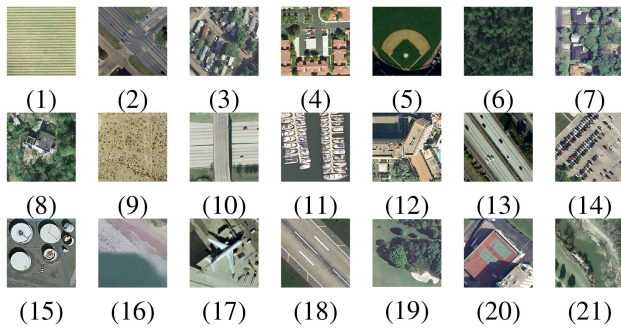 (1) (2) (3) (4) (5) (6) (7)
(8) (9) (10) (11) (12) (13) (14)
(15) (16) (17) (18) (19) (20) (21)